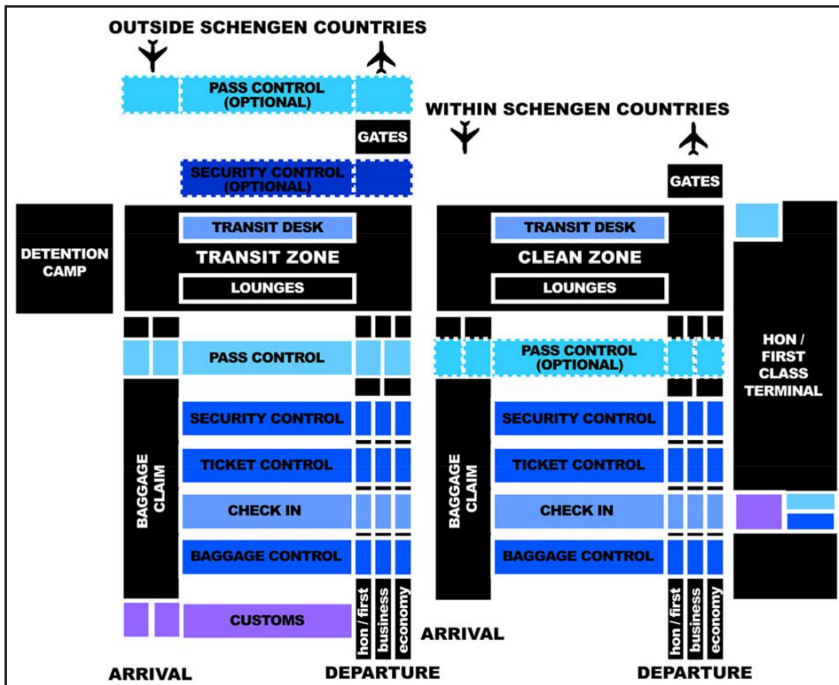 OUTSIDE SCHENGEN COUNTRIES
PASS CONTROL
(OPTIONAL)
GATES
SECURITY CONTROL
(OPTIONAL)
DETENTION
CAMP
TRANSIT DESK
TRANSIT ZONE
LOUNGES
PASS CONTROL
BAGGAGE
CLAIM
SECURITY CONTROL
TICKET CONTROL
CHECK IN
BAGGAGE CONTROL
CUSTOMS
hon / first
business
economy
ARRIVAL
DEPARTURE
WITHIN SCHENGEN COUNTRIES
GATES
TRANSIT DESK
CLEAN ZONE
LOUNGES
PASS CONTROL
(OPTIONAL)
BAGGAGE
CLAIM
SECURITY CONTROL
TICKET CONTROL
CHECK IN
BAGGAGE CONTROL
hon / first
business
economy
ARRIVAL
DEPARTURE
HON /
FIRST
CLASS
TERMINAL